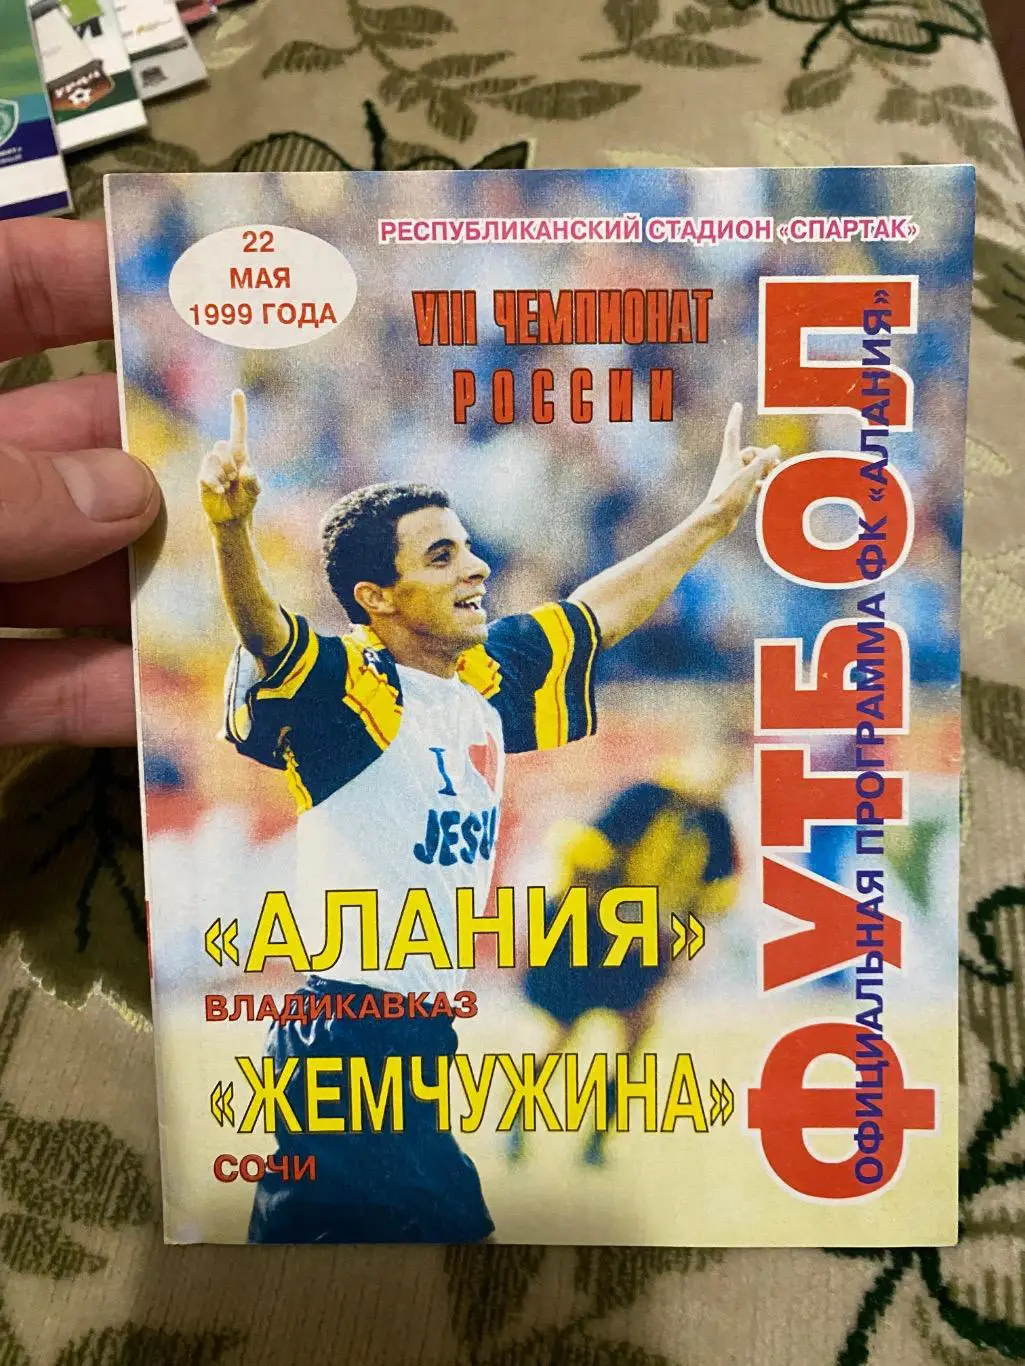 22
МАЯ
1999 ГОДА
РЕСПУБЛИКАНСКИЙ СТАДИОН «СПАРТАК»
VIII ЧЕМПИОНАТ
РОССИИ
I
JESU
«АЛАНИЯ»
ВЛАДИКАВКАЗ
«ЖЕМЧУЖИНА»
СОЧИ
ФУТБОЛ
ОФИЦИАЛЬНАЯ ПРОГРАММА ФК «АЛАНИЯ»